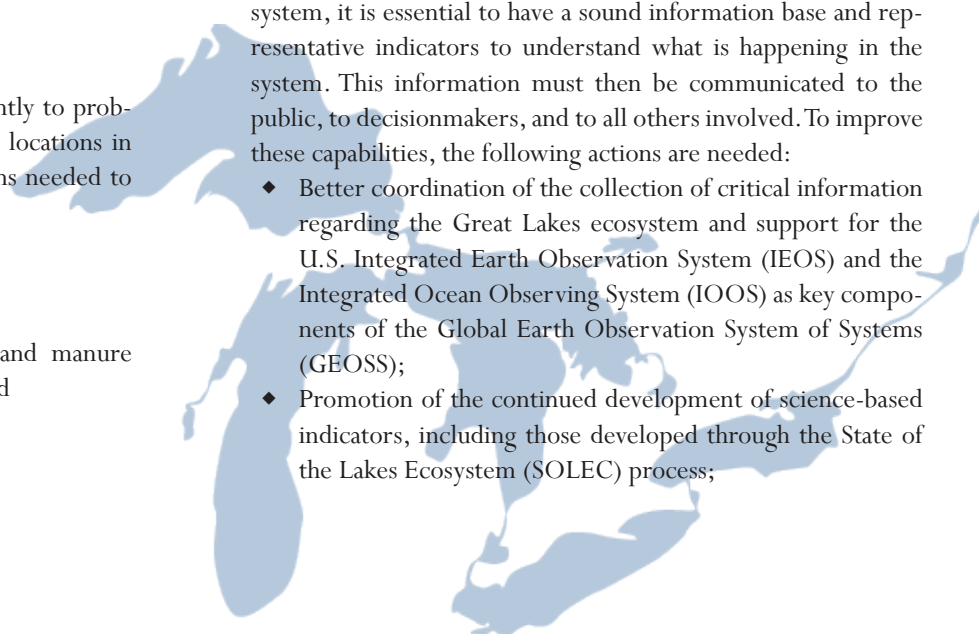 ntly to prob-
locations in
ns needed to
and manure
d
system, it is essential to have a sound information base and rep-
resentative indicators to understand what is happening in the
system. This information must then be communicated to the
public, to decisionmakers, and to all others involved. To improve
these capabilities, the following actions are needed:
◆ Better coordination of the collection of critical information
regarding the Great Lakes ecosystem and support for the
U.S. Integrated Earth Observation System (IEOS) and the
Integrated Ocean Observing System (IOOS) as key compo-
nents of the Global Earth Observation System of Systems
(GEOSS);
◆ Promotion of the continued development of science-based
indicators, including those developed through the State of
the Lakes Ecosystem (SOLEC) process;